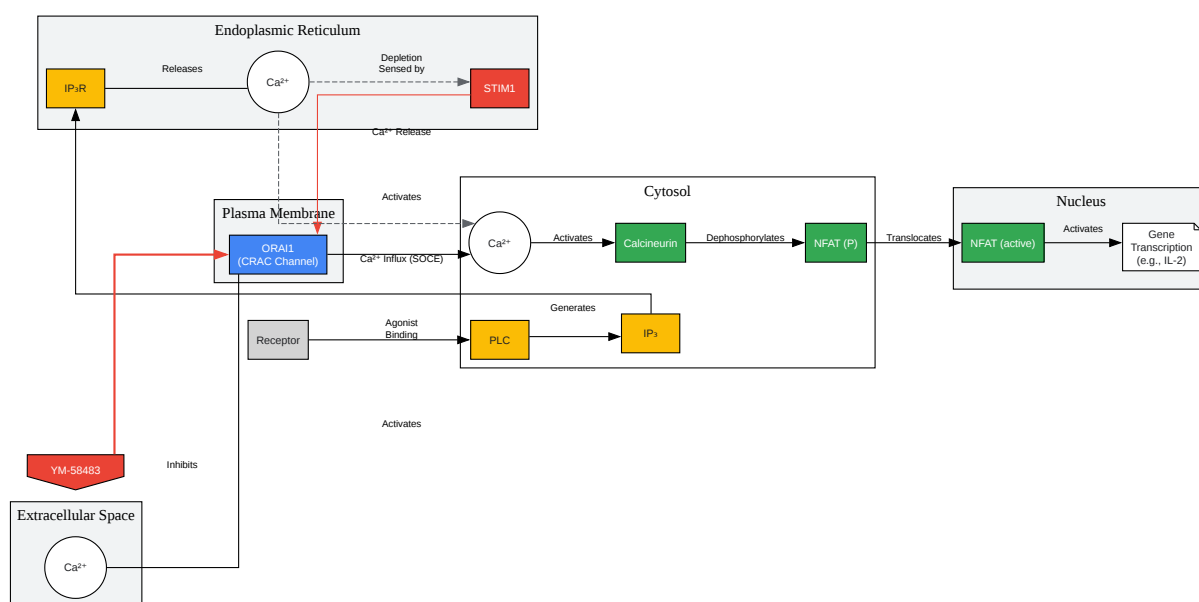 Endoplasmic Reticulum
IP₃R
Releases
Ca²⁺
Depletion
Sensed by
STIM1
Ca²⁺ Release
Activates
Plasma Membrane
ORAI1
(CRAC Channel)
Ca²⁺ Influx (SOCE)
Cytosol
Ca²⁺
Activates
Calcineurin
Dephosphorylates
NFAT (P)
Translocates
Nucleus
NFAT (active)
Activates
Gene
Transcription
(e.g., IL-2)
Receptor
Agonist
Binding
PLC
Generates
IP₃
Activates
YM-58483
Inhibits
Extracellular Space
Ca²⁺